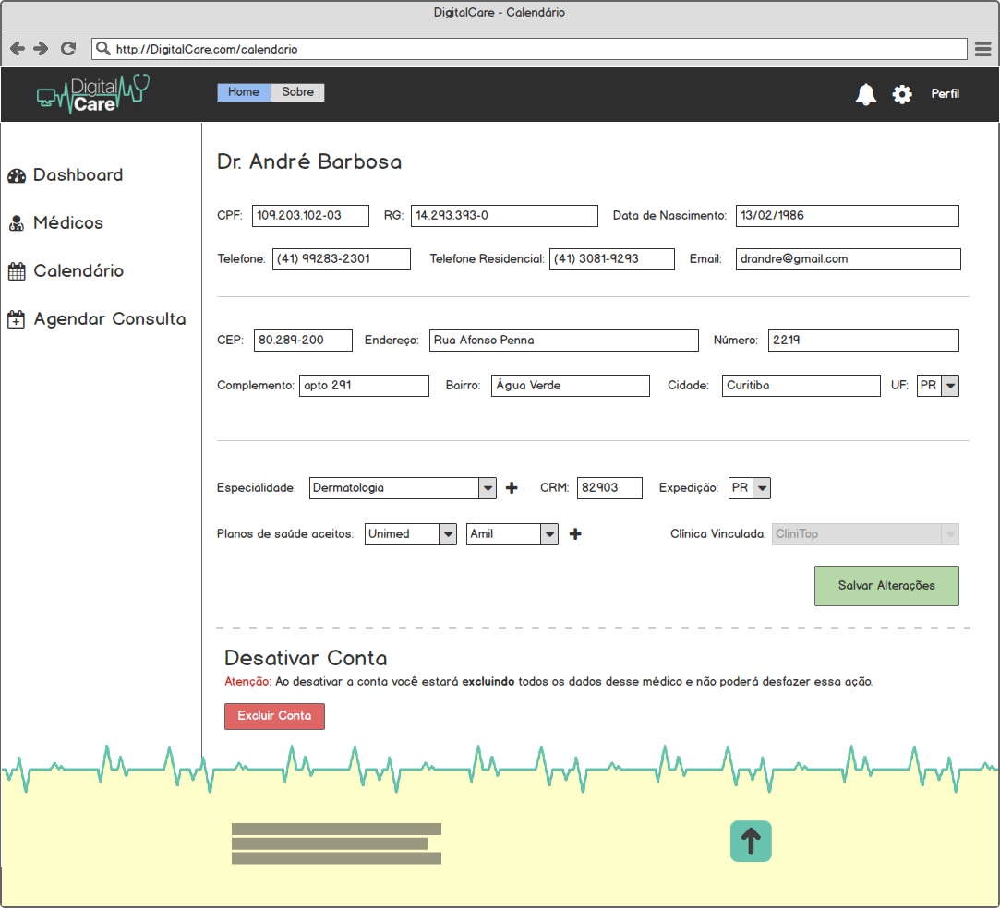 DigitalCare - Calendário
http://DigitalCare.com/calendario
Digital
Care
Home Sobre Perfil
Dashboard
Médicos
Calendário
Agendar Consulta
Dr. André Barbosa
CPF: 109.203.102-03 RG: 14.293.393-0 Data de Nascimento: 13/02/1986
Telefone: (41) 99283-2301 Telefone Residencial: (41) 3081-9293 Email: drandre@gmail.com
CEP: 80.289-200 Endereço: Rua Afonso Penna Número: 2219
Complemento: apto 291 Bairro: Água Verde Cidade: Curitiba UF: PR
Especialidade: Dermatologia CRM: 82903 Expedição: PR
Planos de saúde aceitos: Unimed Amil Clínica Vinculada: CliniTop
Salvar Alterações
Desativar Conta
Atenção: Ao desativar a conta você estará excluindo todos os dados desse médico e não poderá desfazer essa ação.
Excluir Conta